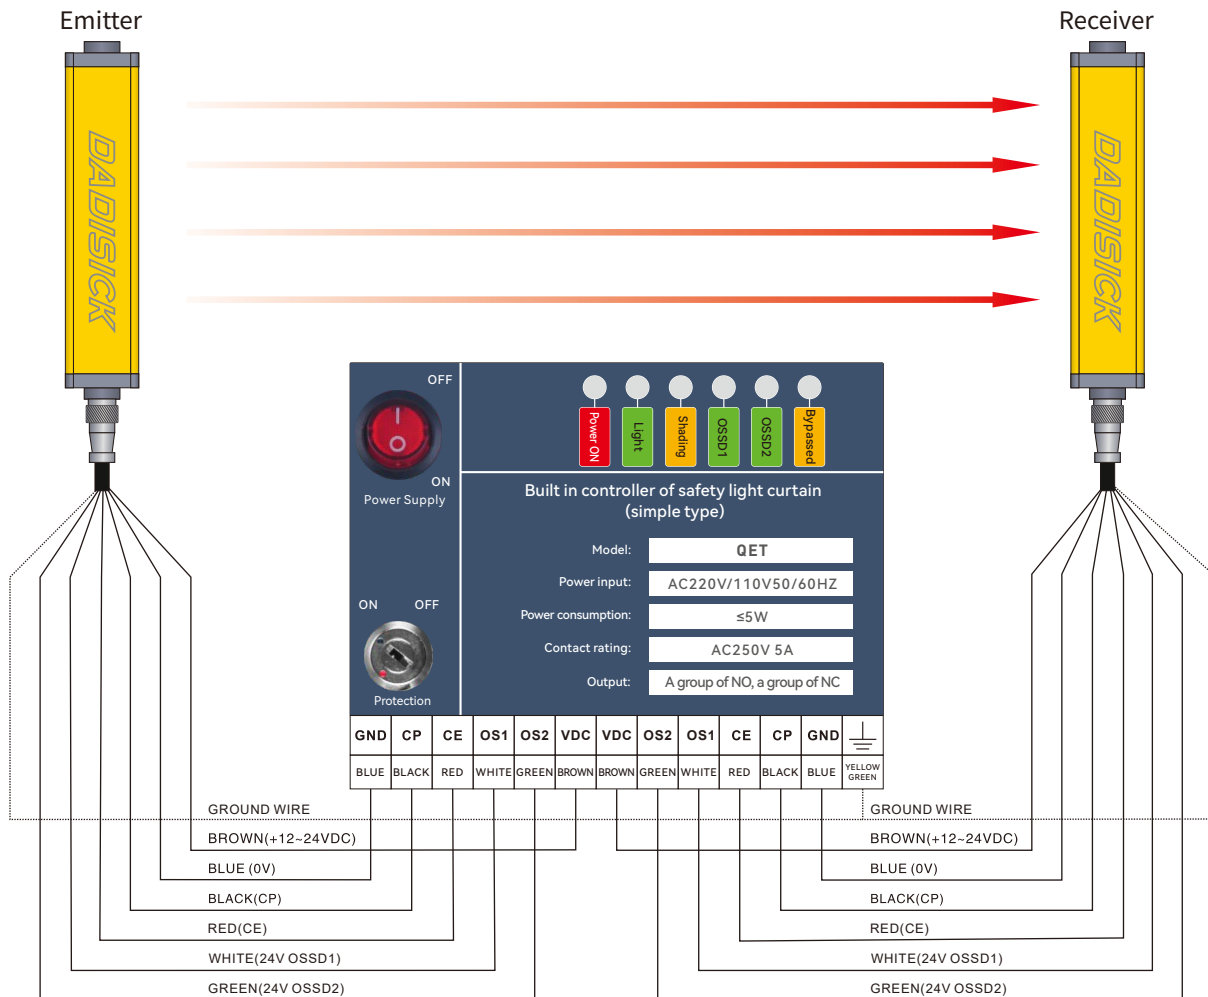 Emitter
Receiver
DADISICK
DADISICK
OFF
ON
Power Supply
ON
OFF
Protection
Power ON
Light
Shading
OSSD1
OSSD2
Bypassed
Built in controller of safety light curtain
(simple type)
Model: QET
Power input: AC220V/110V50/60HZ
Power consumption: ≤5W
Contact rating: AC250V 5A
Output: A group of NO, a group of NC
GND CP CE OS1 OS2 VDC VDC OS2 OS1 CE CP GND
BLUE BLACK RED WHITE GREEN BROWN BROWN GREEN WHITE RED BLACK BLUE YELLOW
GREEN
GROUND WIRE
BROWN(+12~24VDC)
BLUE (0V)
BLACK(CP)
RED(CE)
WHITE(24V OSSD1)
GREEN(24V OSSD2)
GROUND WIRE
BROWN(+12~24VDC)
BLUE (0V)
BLACK(CP)
RED(CE)
WHITE(24V OSSD1)
GREEN(24V OSSD2)